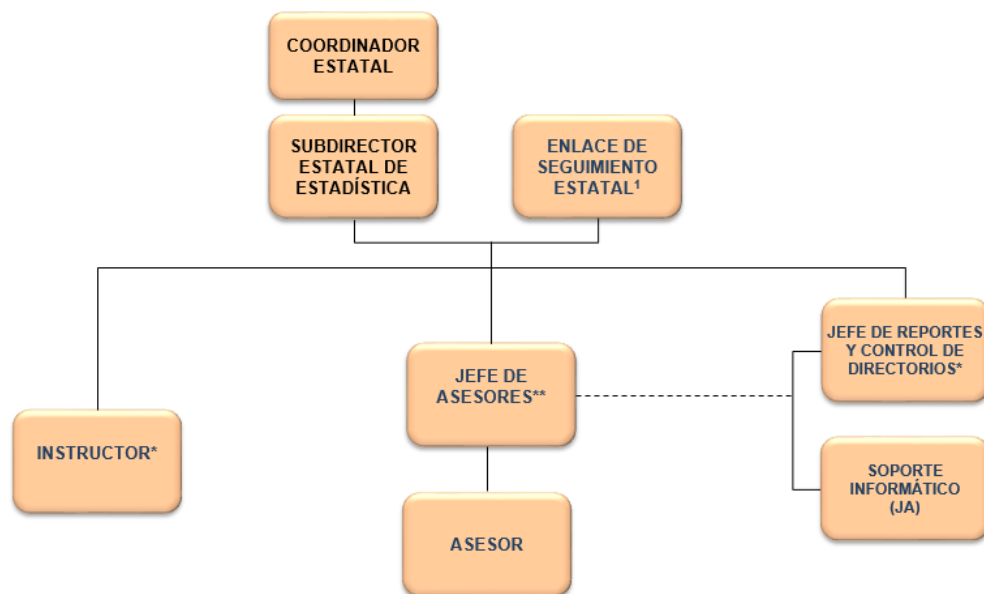 COORDINADOR
ESTATAL
SUBDIRECTOR
ESTATAL DE
ESTADÍSTICA
ENLACE DE
SEGUIMIENTO
ESTATAL¹
JEFE DE REPORTES
Y CONTROL DE
DIRECTORIOS*
JEFE DE
ASESORES**
INSTRUCTOR*
SOPORTE
INFORMÁTICO
(JA)
ASESOR